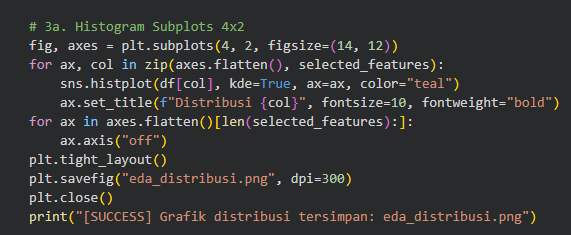 # 3a. Histogram Subplots 4x2
fig, axes = plt.subplots(4, 2, figsize=(14, 12))
for ax, col in zip(axes.flatten(), selected_features):
    sns.histplot(df[col], kde=True, ax=ax, color="teal")
    ax.set_title(f"Distribusi {col}", fontsize=10, fontweight="bold")
for ax in axes.flatten()[len(selected_features):]:
    ax.axis("off")
plt.tight_layout()
plt.savefig("eda_distribusi.png", dpi=300)
plt.close()
print("[SUCCESS] Grafik distribusi tersimpan: eda_distribusi.png")